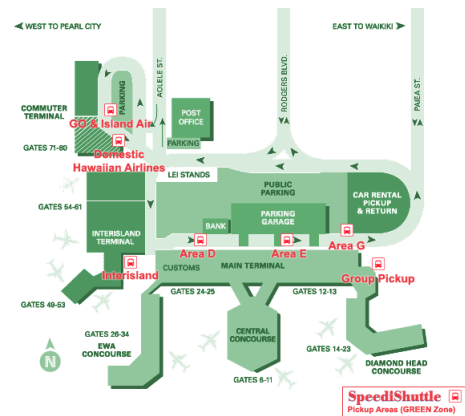 WEST TO PEARL CITY
EAST TO WAIKIKI
AOLELE ST.
RODGERS BLVD.
PAIEA ST.
PARKING
COMMUTER
TERMINAL
GO & Island Air
POST
OFFICE
PARKING
GATES 71-80
Domestic
Hawaiian Airlines
LEI STANDS
PUBLIC
PARKING
CAR RENTAL
PICKUP
& RETURN
GATES 54-61
PARKING
GARAGE
BANK
INTERISLAND
TERMINAL
Area D
Area E
Area G
CUSTOMS
MAIN TERMINAL
Interisland
Group Pickup
GATES 24-25
GATES 12-13
GATES 49-53
GATES 26-34
EWA
CONCOURSE
CENTRAL
CONCOURSE
GATES 14-23
DIAMOND HEAD
CONCOURSE
N
GATES 6-11
SpeediShuttle
Pickup Areas (GREEN Zone)